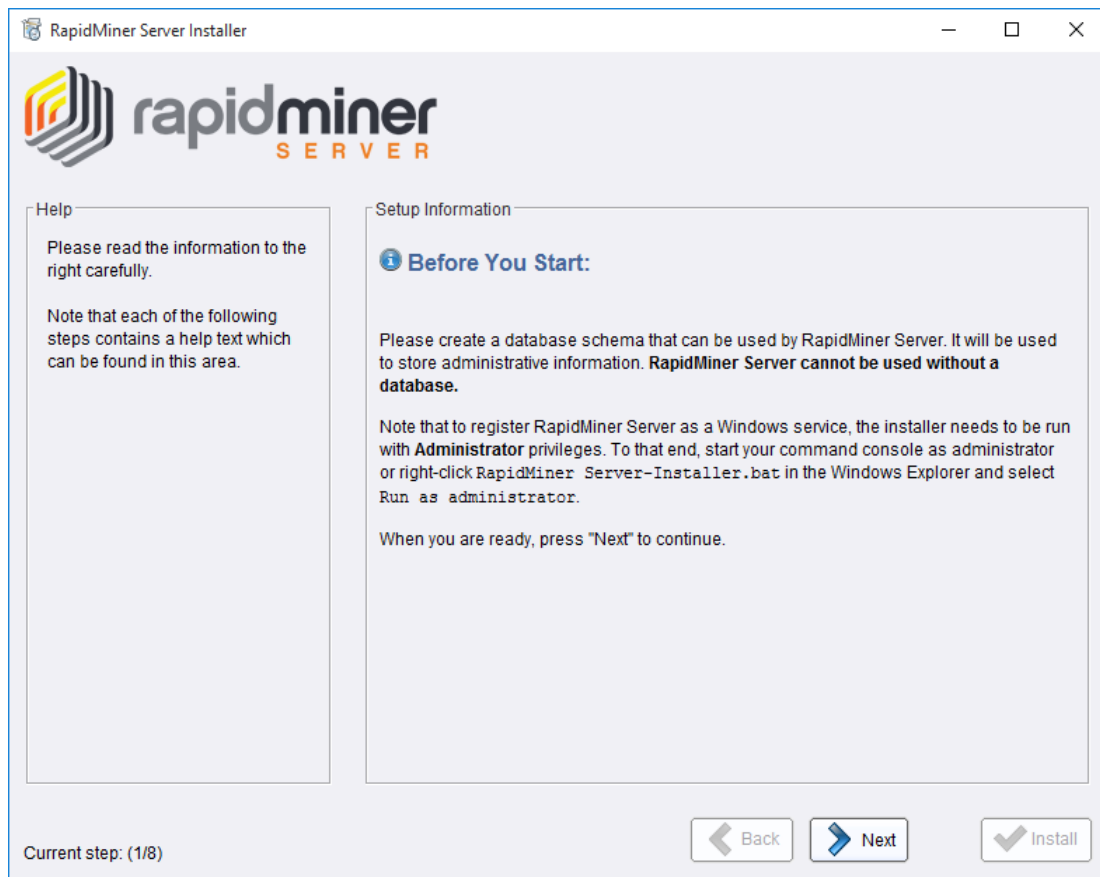 RapidMiner Server Installer
rapidminer
SERVER
Help
Please read the information to the
right carefully.
Note that each of the following
steps contains a help text which
can be found in this area.
Setup Information
Before You Start:
Please create a database schema that can be used by RapidMiner Server. It will be used
to store administrative information. RapidMiner Server cannot be used without a
database.
Note that to register RapidMiner Server as a Windows service, the installer needs to be run
with Administrator privileges. To that end, start your command console as administrator
or right-click RapidMiner Server-Installer.bat in the Windows Explorer and select
Run as administrator.
When you are ready, press "Next" to continue.
Current step: (1/8)
Back
Next
Install